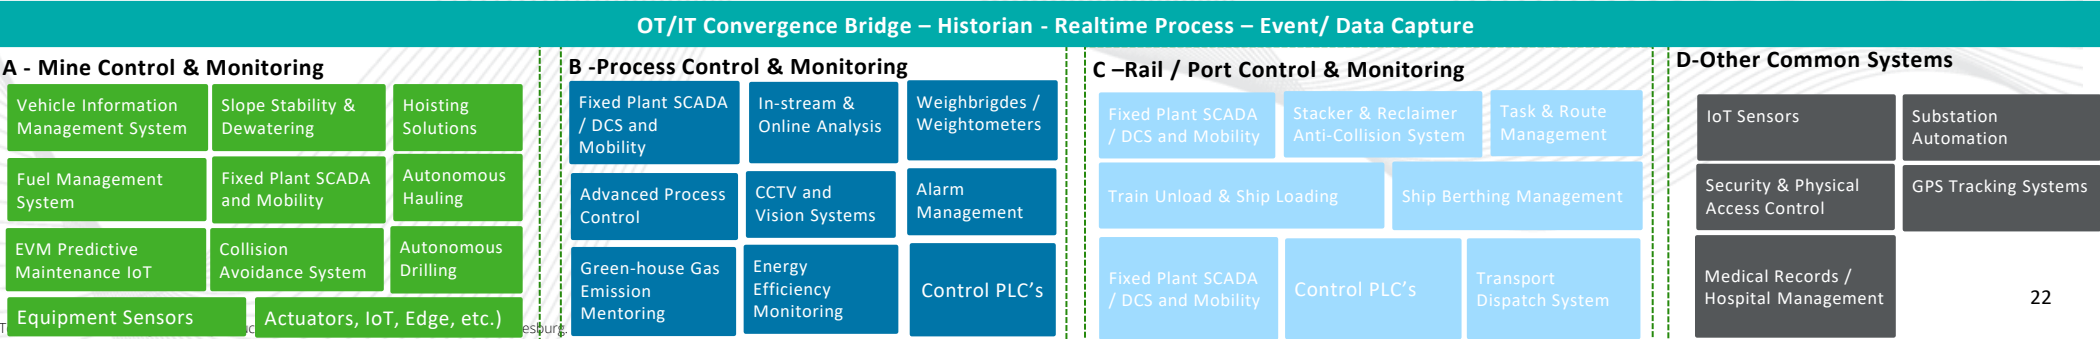 OT/IT Convergence Bridge – Historian - Realtime Process – Event/ Data Capture
A - Mine Control & Monitoring
Vehicle Information
Management System
Slope Stability &
Dewatering
Hoisting
Solutions
Fuel Management
System
Fixed Plant SCADA
and Mobility
Autonomous
Hauling
EVM Predictive
Maintenance IoT
Collision
Avoidance System
Autonomous
Drilling
Equipment Sensors
Actuators, IoT, Edge, etc.)
B -Process Control & Monitoring
Fixed Plant SCADA
/ DCS and
Mobility
In-stream &
Online Analysis
Weighbrigdes /
Weightometers
Advanced Process
Control
CCTV and
Vision Systems
Alarm
Management
Green-house Gas
Emission
Mentoring
Energy
Efficiency
Monitoring
Control PLC’s
C –Rail / Port Control & Monitoring
Fixed Plant SCADA
/ DCS and Mobility
Stacker & Reclaimer
Anti-Collision System
Task & Route
Management
Train Unload & Ship Loading
Ship Berthing Management
Fixed Plant SCADA
/ DCS and Mobility
Control PLC’s
Transport
Dispatch System
D-Other Common Systems
IoT Sensors
Substation
Automation
Security & Physical
Access Control
GPS Tracking Systems
Medical Records /
Hospital Management
22